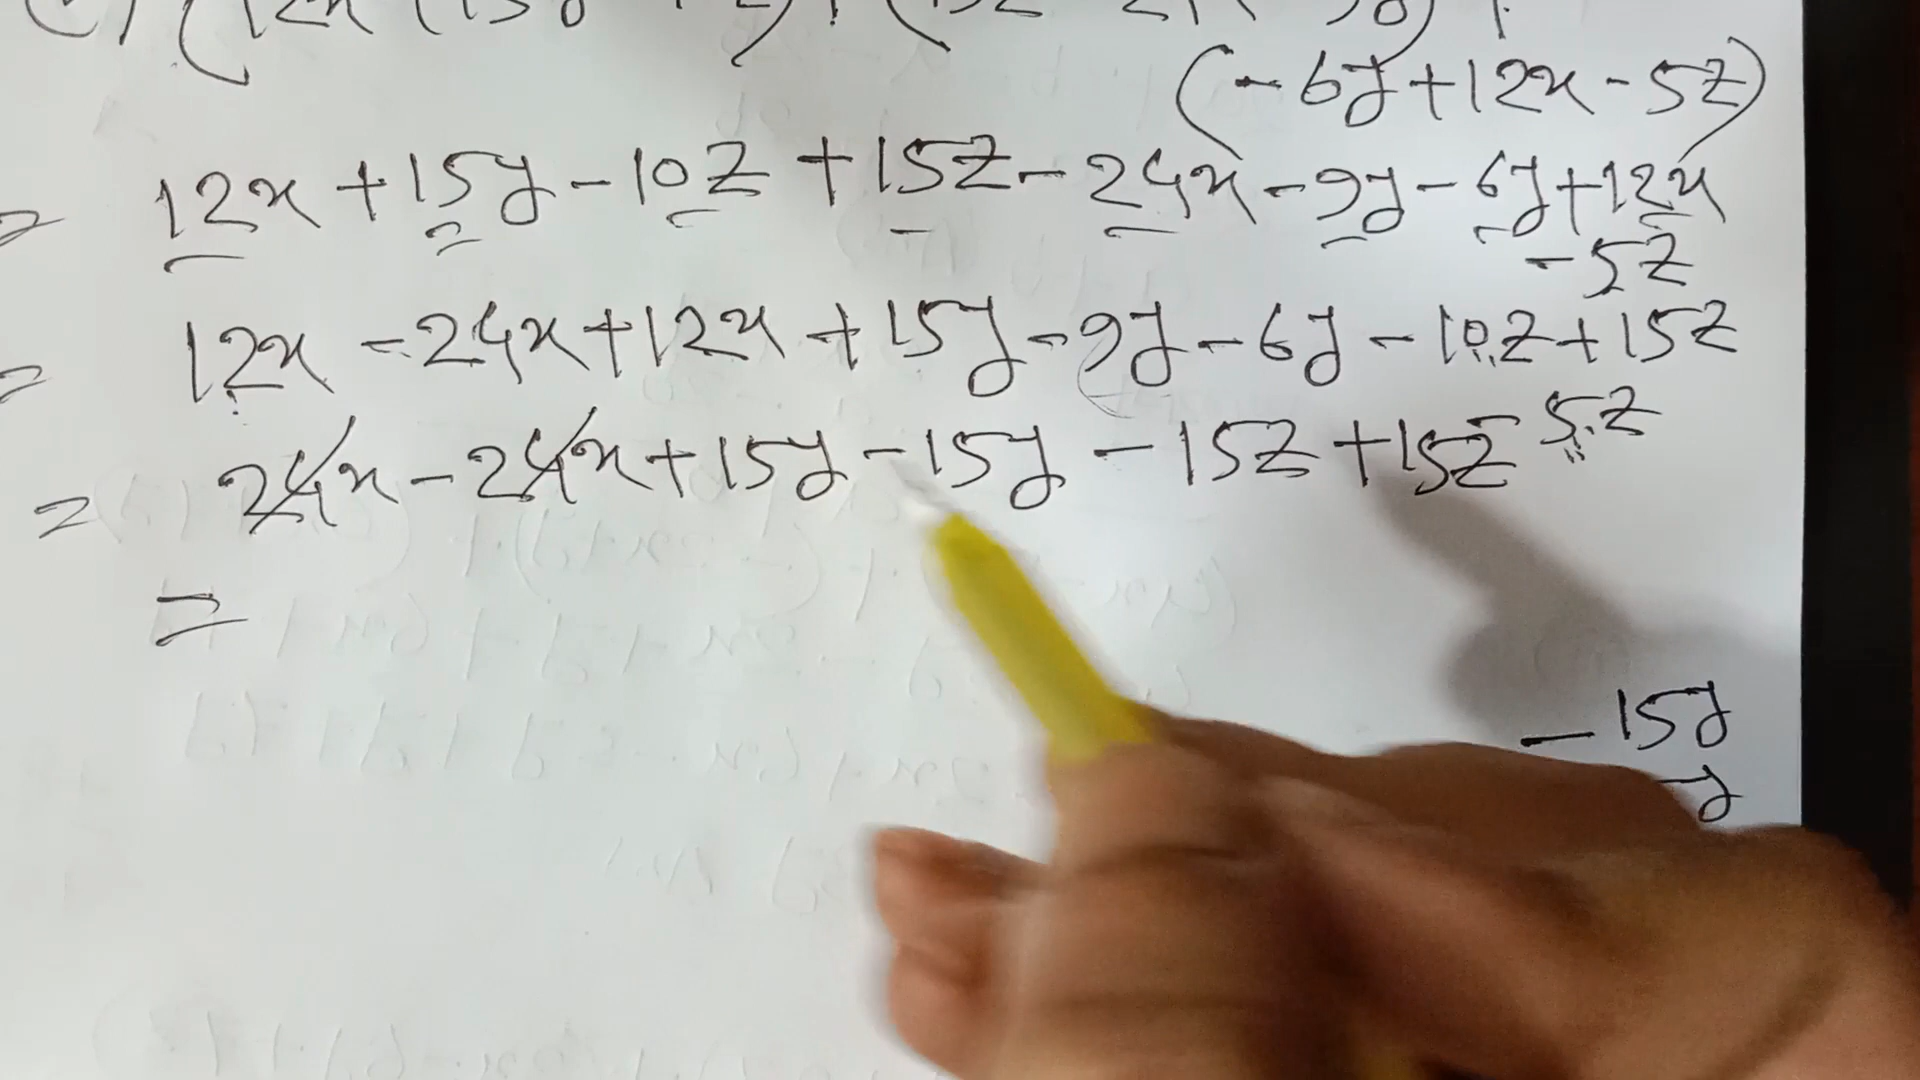 (- 6y + 12x - 5z)
12x + 15y - 10z + 15z - 24x - 9y - 6y + 12x
- 5z
= 12x - 24x + 12x + 15y - 9y - 6y - 10z + 15z
- 5z
= 24x - 24x + 15y - 15y - 15z + 15z
=
- 15y
y